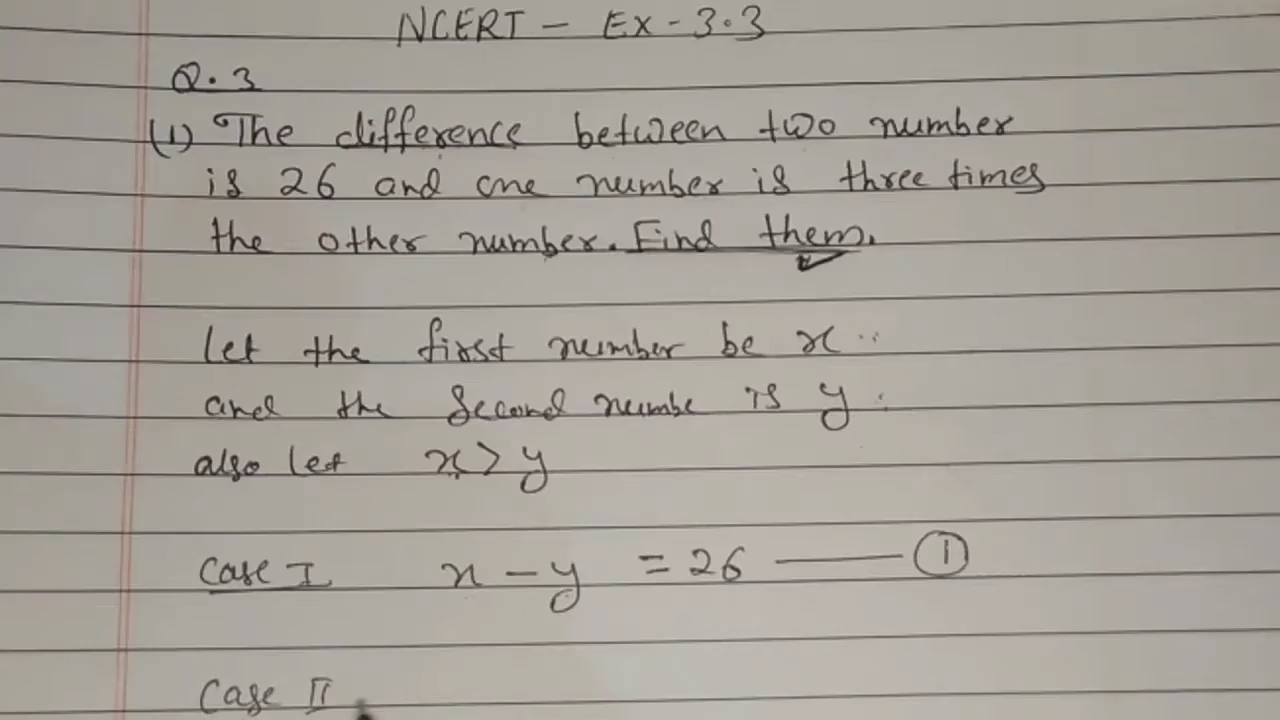 NCERT - Ex-3.3
Q.3
(1) The difference between two number
is 26 and one number is three times
the other number. Find them.
let the first number be x
and the second numbe is y
also let x > y
Case I x - y = 26 —— ①
Case II